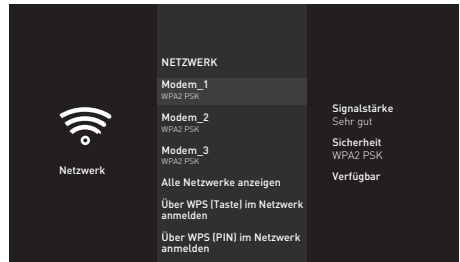 Netzwerk
NETZWERK
Modem_1
WPA2 PSK
Modem_2
WPA2 PSK
Modem_3
WPA2 PSK
Alle Netzwerke anzeigen
Über WPS (Taste) im Netzwerk
anmelden
Über WPS (PIN) im Netzwerk
anmelden
Signalstärke
Sehr gut
Sicherheit
WPA2 PSK
Verfügbar